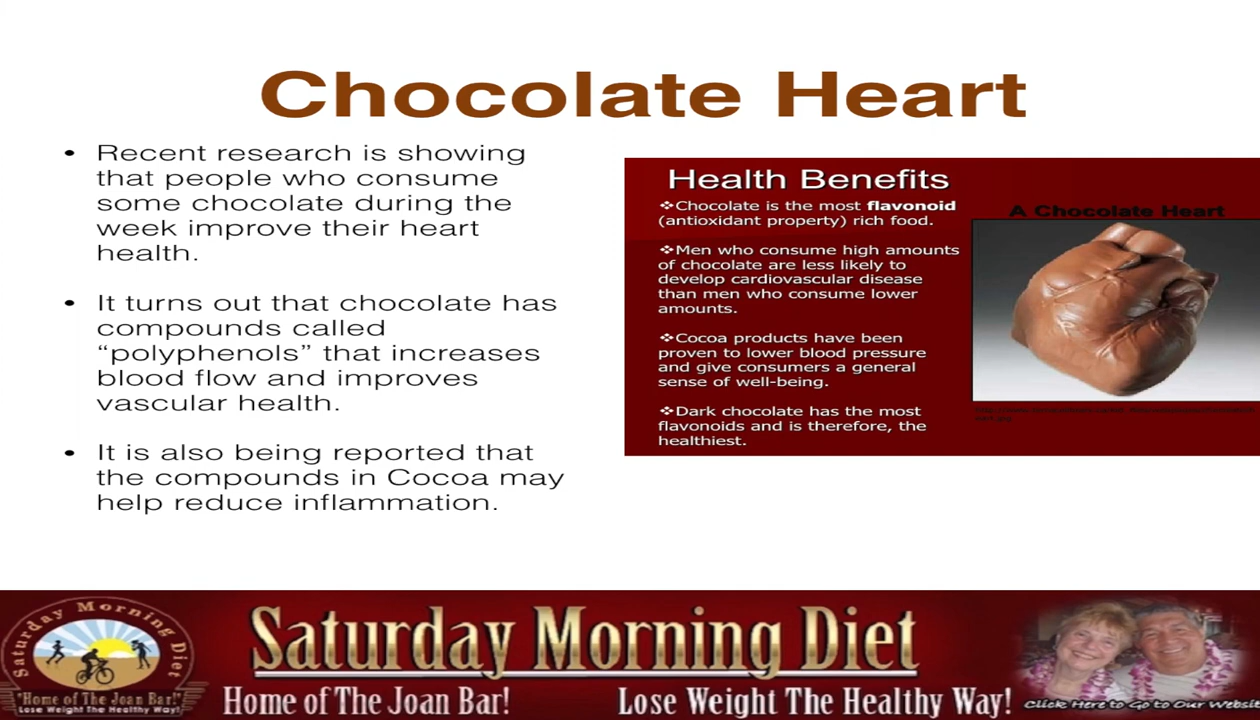 Chocolate Heart
• Recent research is showing
that people who consume
some chocolate during the
week improve their heart
health.
• It turns out that chocolate has
compounds called
“polyphenols” that increases
blood flow and improves
vascular health.
• It is also being reported that
the compounds in Cocoa may
help reduce inflammation.
Health Benefits
❖Chocolate is the most flavonoid
(antioxidant property) rich food.
❖Men who consume high amounts
of chocolate are less likely to
develop cardiovascular disease
than men who consume lower
amounts.
❖Cocoa products have been
proven to lower blood pressure
and give consumers a general
sense of well-being.
❖Dark chocolate has the most
flavonoids and is therefore, the
healthiest.
A Chocolate Heart
Saturday Morning Diet
"Home of The Joan Bar!"
Lose Weight The Healthy Way!
Saturday Morning Diet
Home of The Joan Bar! Lose Weight The Healthy Way!
Click Here to Go to Our Websi